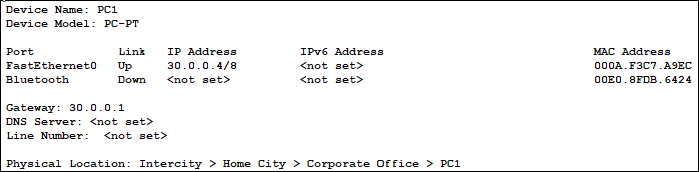 Device Name: PC1
Device Model: PC-PT
Port Link IP Address IPv6 Address MAC Address
FastEthernet0 Up 30.0.0.4/8 <not set> 000A.F3C7.A9EC
Bluetooth Down <not set> <not set> 00E0.8FDB.6424
Gateway: 30.0.0.1
DNS Server: <not set>
Line Number: <not set>
Physical Location: Intercity > Home City > Corporate Office > PC1